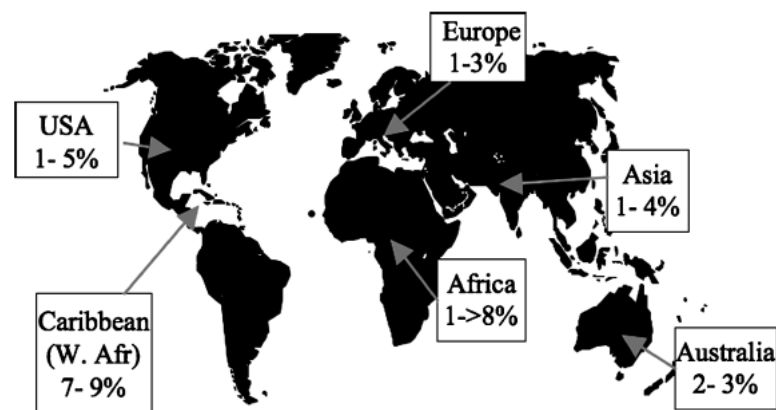 Europe
1-3%
USA
1- 5%
Asia
1- 4%
Africa
1->8%
Caribbean
(W. Afr)
7- 9%
Australia
2- 3%